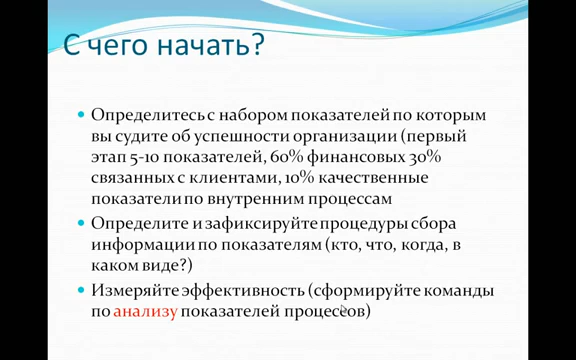 С чего начать?
Определитесь с набором показателей по которым
вы судите об успешности организации (первый
этап 5-10 показателей, 60% финансовых 30%
связанных с клиентами, 10% качественные
показатели по внутренним процессам
Определите и зафиксируйте процедуры сбора
информации по показателям (кто, что, когда, в
каком виде?)
Измеряйте эффективность (сформируйте команды
по анализу показателей процессов)